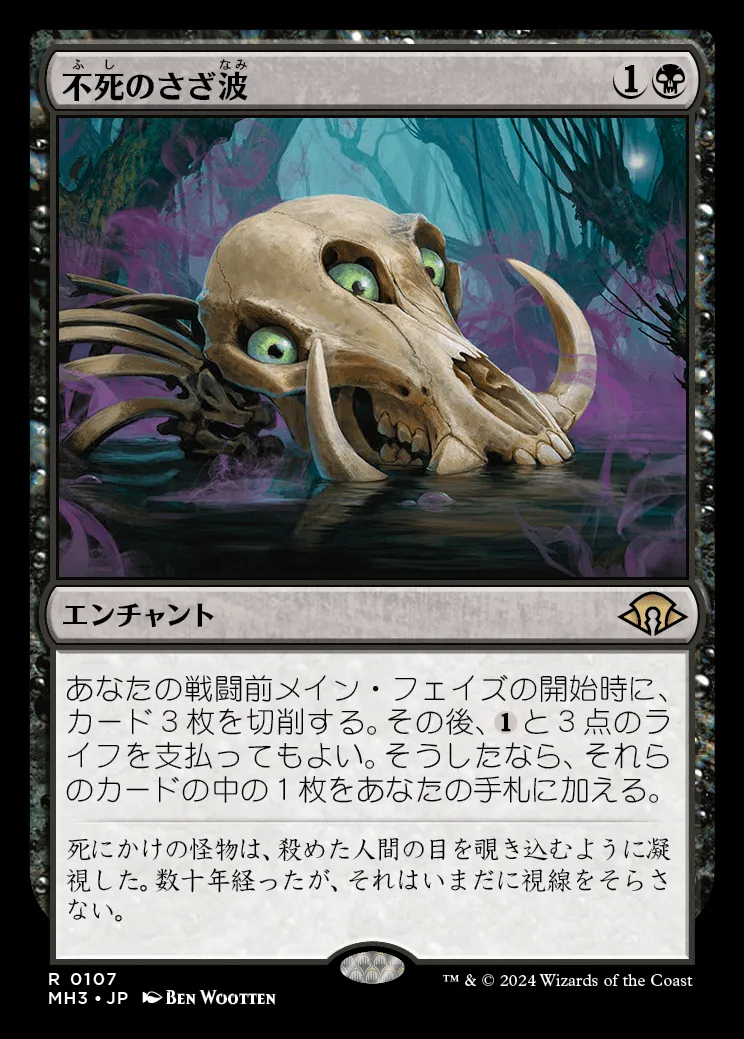 不死のさざ波 1
ふし なみ
エンチャント
あなたの戦闘前メイン・フェイズの開始時に、
カード3枚を切削する。その後、1と3点のラ
イフを支払ってもよい。そうしたなら、それら
のカードの中の1枚をあなたの手札に加える。
死にかけの怪物は、殺めた人間の目を覗き込むように凝
視した。数十年経ったが、それはいまだに視線をそらさ
ない。
R 0107
MH3 • JP BEN WOOTTEN
™ & © 2024 Wizards of the Coast